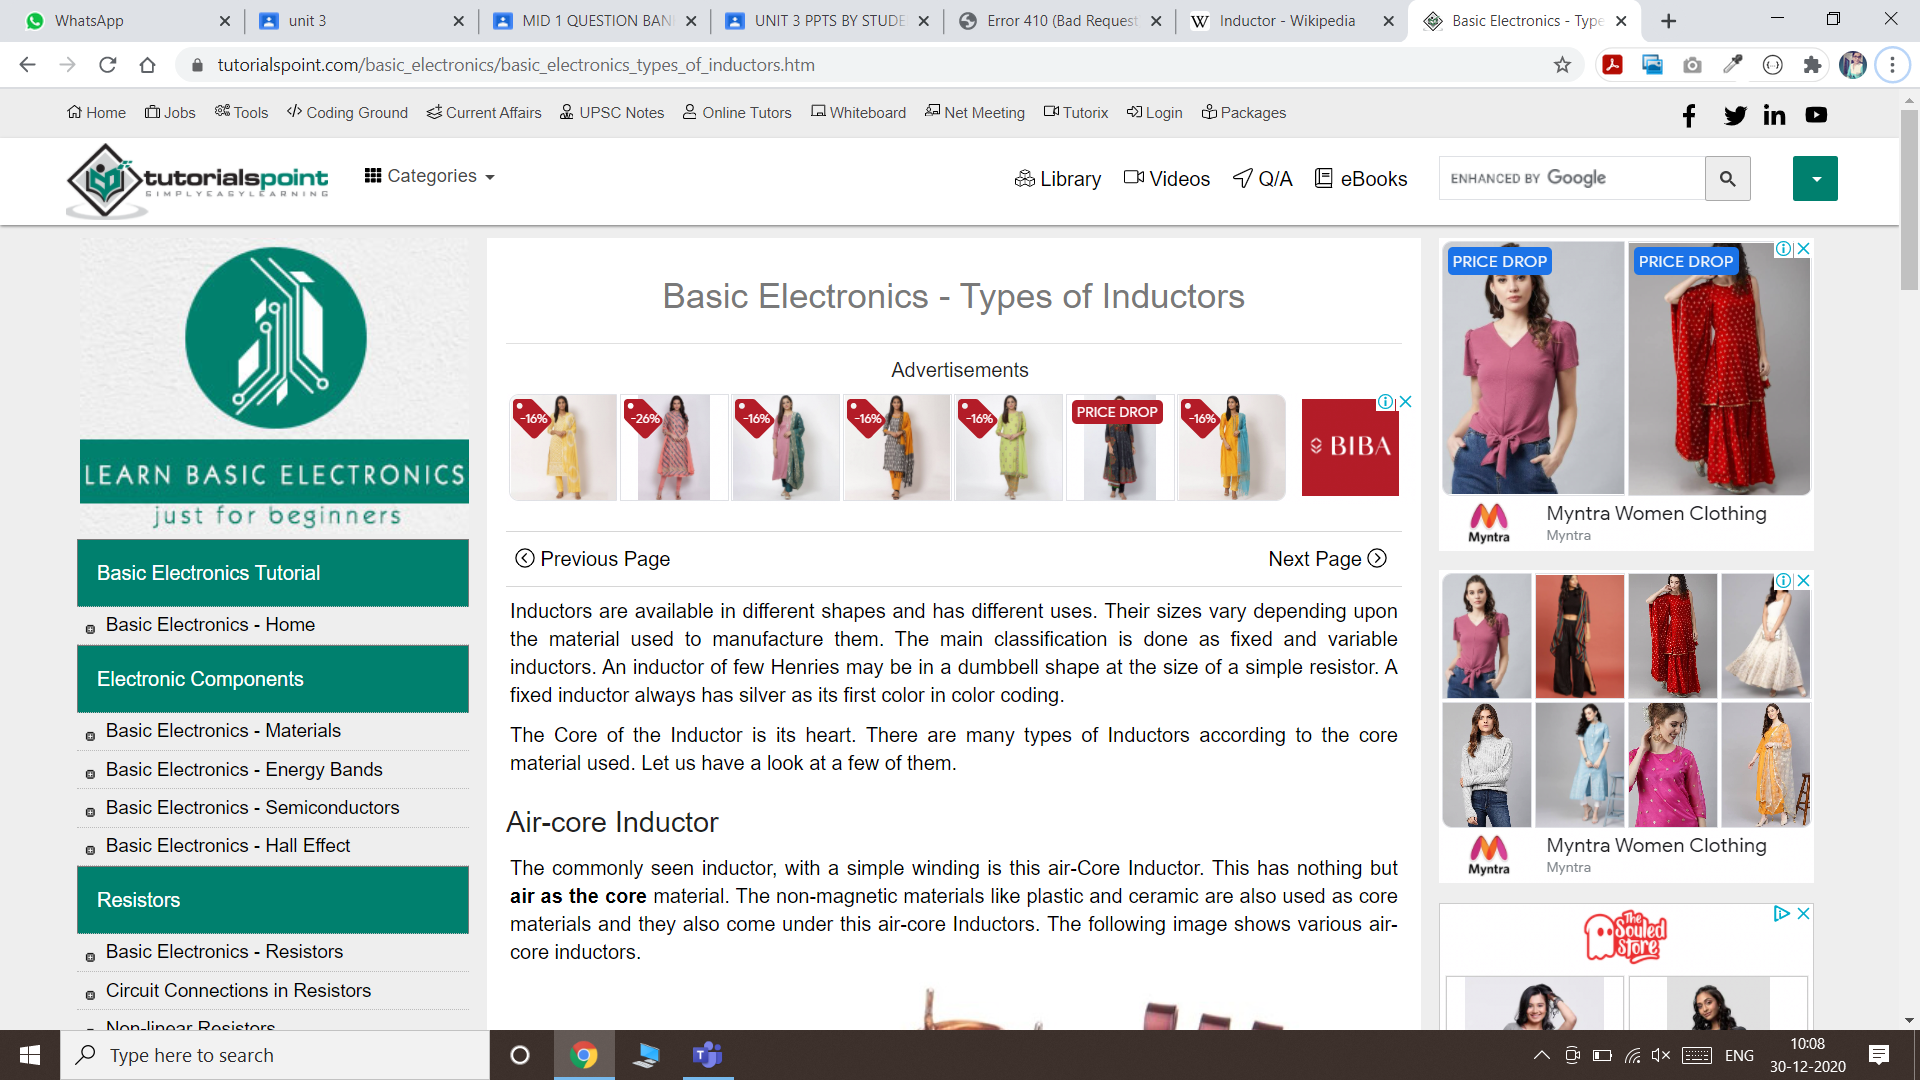 WhatsApp
unit 3
MID 1 QUESTION BAN
UNIT 3 PPTS BY STUDE
Error 410 (Bad Request
Inductor - Wikipedia
Basic Electronics - Type
tutorialspoint.com/basic_electronics/basic_electronics_types_of_inductors.htm
Home Jobs Tools Coding Ground Current Affairs UPSC Notes Online Tutors Whiteboard Net Meeting Tutorix Login Packages
tutorialspoint
SIMPLYEASYLEARNING
Categories
Library Videos Q/A eBooks
ENHANCED BY Google
LEARN BASIC ELECTRONICS
just for beginners
Basic Electronics Tutorial
Basic Electronics - Home
Electronic Components
Basic Electronics - Materials
Basic Electronics - Energy Bands
Basic Electronics - Semiconductors
Basic Electronics - Hall Effect
Resistors
Basic Electronics - Resistors
Circuit Connections in Resistors
Non-linear Resistors
Basic Electronics - Types of Inductors
Advertisements
-16% -26% -16% -16% -16% PRICE DROP -16%
BIBA
Previous Page
Next Page
Inductors are available in different shapes and has different uses. Their sizes vary depending upon
the material used to manufacture them. The main classification is done as fixed and variable
inductors. An inductor of few Henries may be in a dumbbell shape at the size of a simple resistor. A
fixed inductor always has silver as its first color in color coding.
The Core of the Inductor is its heart. There are many types of Inductors according to the core
material used. Let us have a look at a few of them.
Air-core Inductor
The commonly seen inductor, with a simple winding is this air-Core Inductor. This has nothing but
air as the core material. The non-magnetic materials like plastic and ceramic are also used as core
materials and they also come under this air-core Inductors. The following image shows various air-
core inductors.
PRICE DROP PRICE DROP
Myntra
Myntra Women Clothing
Myntra
Myntra
Myntra Women Clothing
Myntra
The
Souled
Store
Type here to search
ENG
10:08
30-12-2020